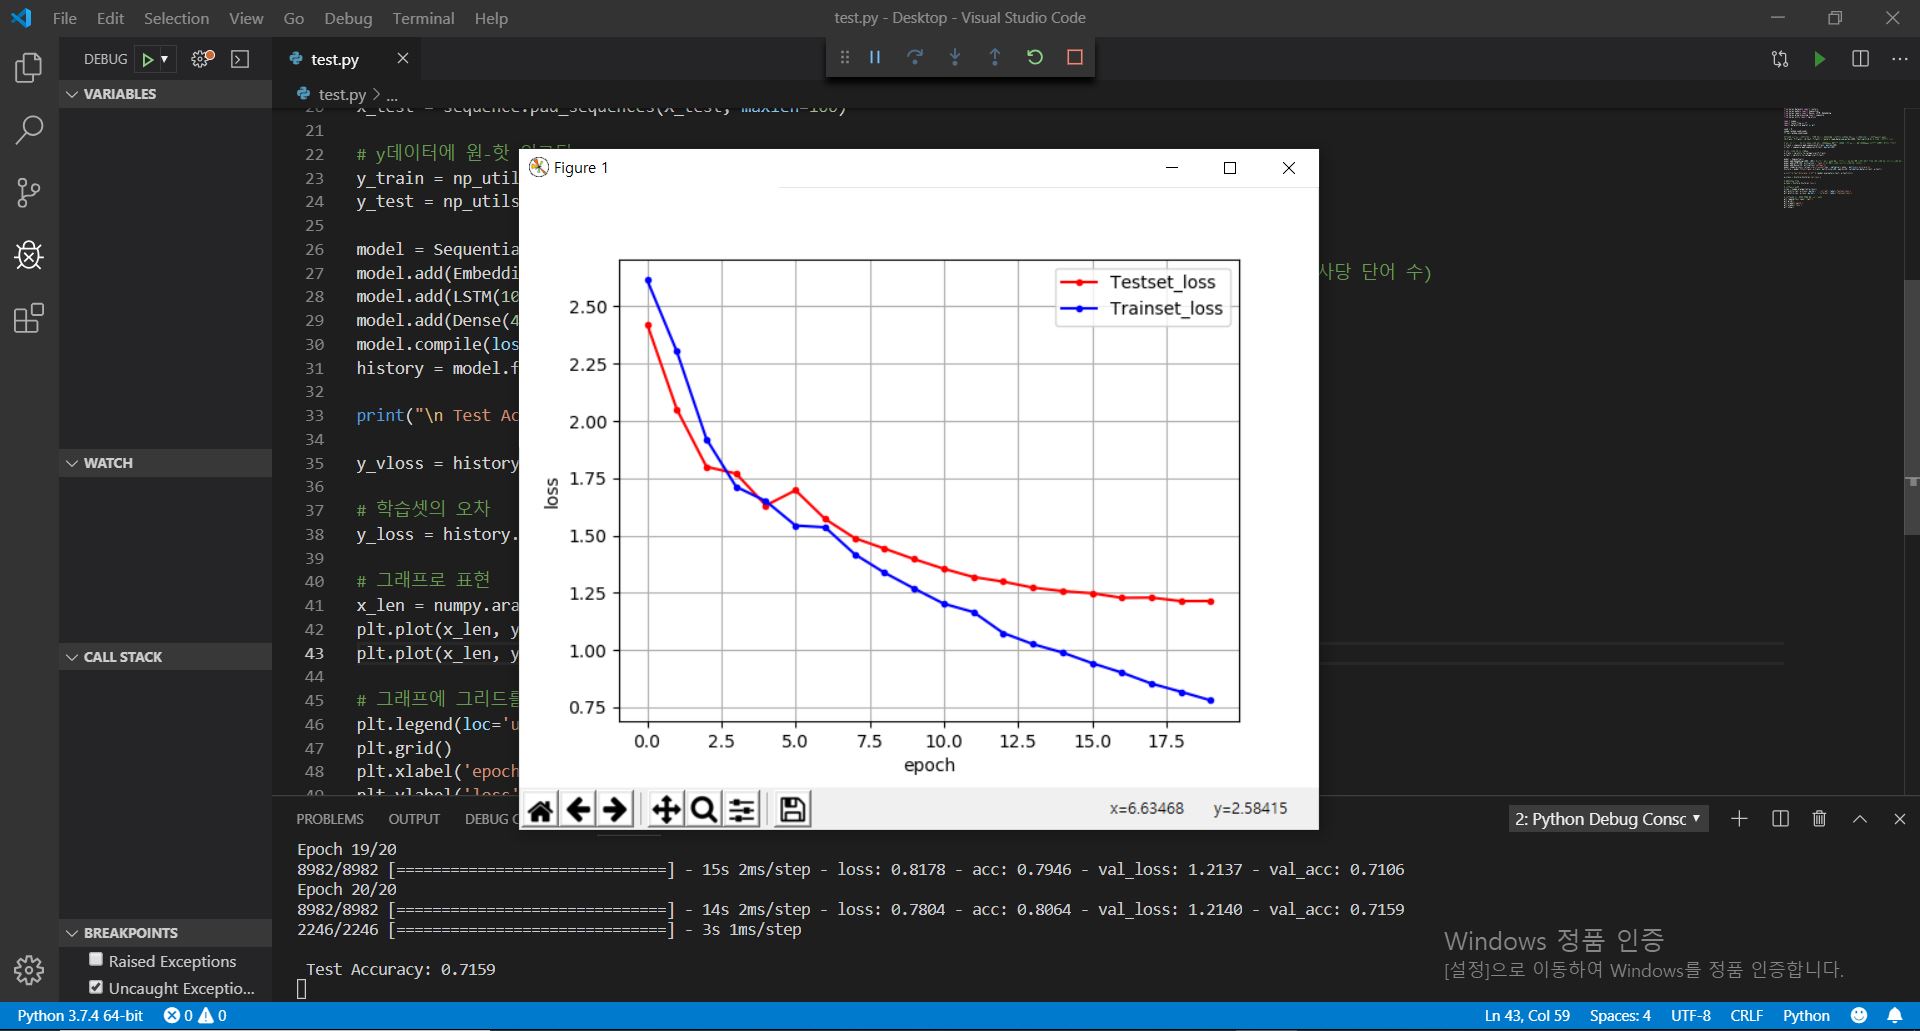 File Edit Selection View Go Debug Terminal Help
test.py - Desktop - Visual Studio Code
DEBUG
test.py
VARIABLES
test.py > ...
21
22 # y데이터에 원-핫
23 y_train = np_util
24 y_test = np_utils
25
26 model = Sequentia
27 model.add(Embeddi 사당 단어 수)
28 model.add(LSTM(10
29 model.add(Dense(4
30 model.compile(los
31 history = model.f
32
33 print("\n Test Ac
34
35 y_vloss = history
36
37 # 학습셋의 오차
38 y_loss = history.
39
40 # 그래프로 표현
41 x_len = numpy.ara
42 plt.plot(x_len, y
43 plt.plot(x_len, y
44
45 # 그래프에 그리드를
46 plt.legend(loc='u
47 plt.grid()
48 plt.xlabel('epoch
WATCH
CALL STACK
BREAKPOINTS
Raised Exceptions
Uncaught Exceptio...
Figure 1
Testset_loss
Trainset_loss
2.50
2.25
2.00
1.75
1.50
1.25
1.00
0.75
loss
0.0 2.5 5.0 7.5 10.0 12.5 15.0 17.5
epoch
x=6.63468 y=2.58415
PROBLEMS OUTPUT DEBUG C
2: Python Debug Consc
Epoch 19/20
8982/8982 [==============================] - 15s 2ms/step - loss: 0.8178 - acc: 0.7946 - val_loss: 1.2137 - val_acc: 0.7106
Epoch 20/20
8982/8982 [==============================] - 14s 2ms/step - loss: 0.7804 - acc: 0.8064 - val_loss: 1.2140 - val_acc: 0.7159
2246/2246 [==============================] - 3s 1ms/step
Test Accuracy: 0.7159
Windows 정품 인증
[설정]으로 이동하여 Windows를 정품 인증합니다.
Python 3.7.4 64-bit 0 0
Ln 43, Col 59 Spaces: 4 UTF-8 CRLF Python